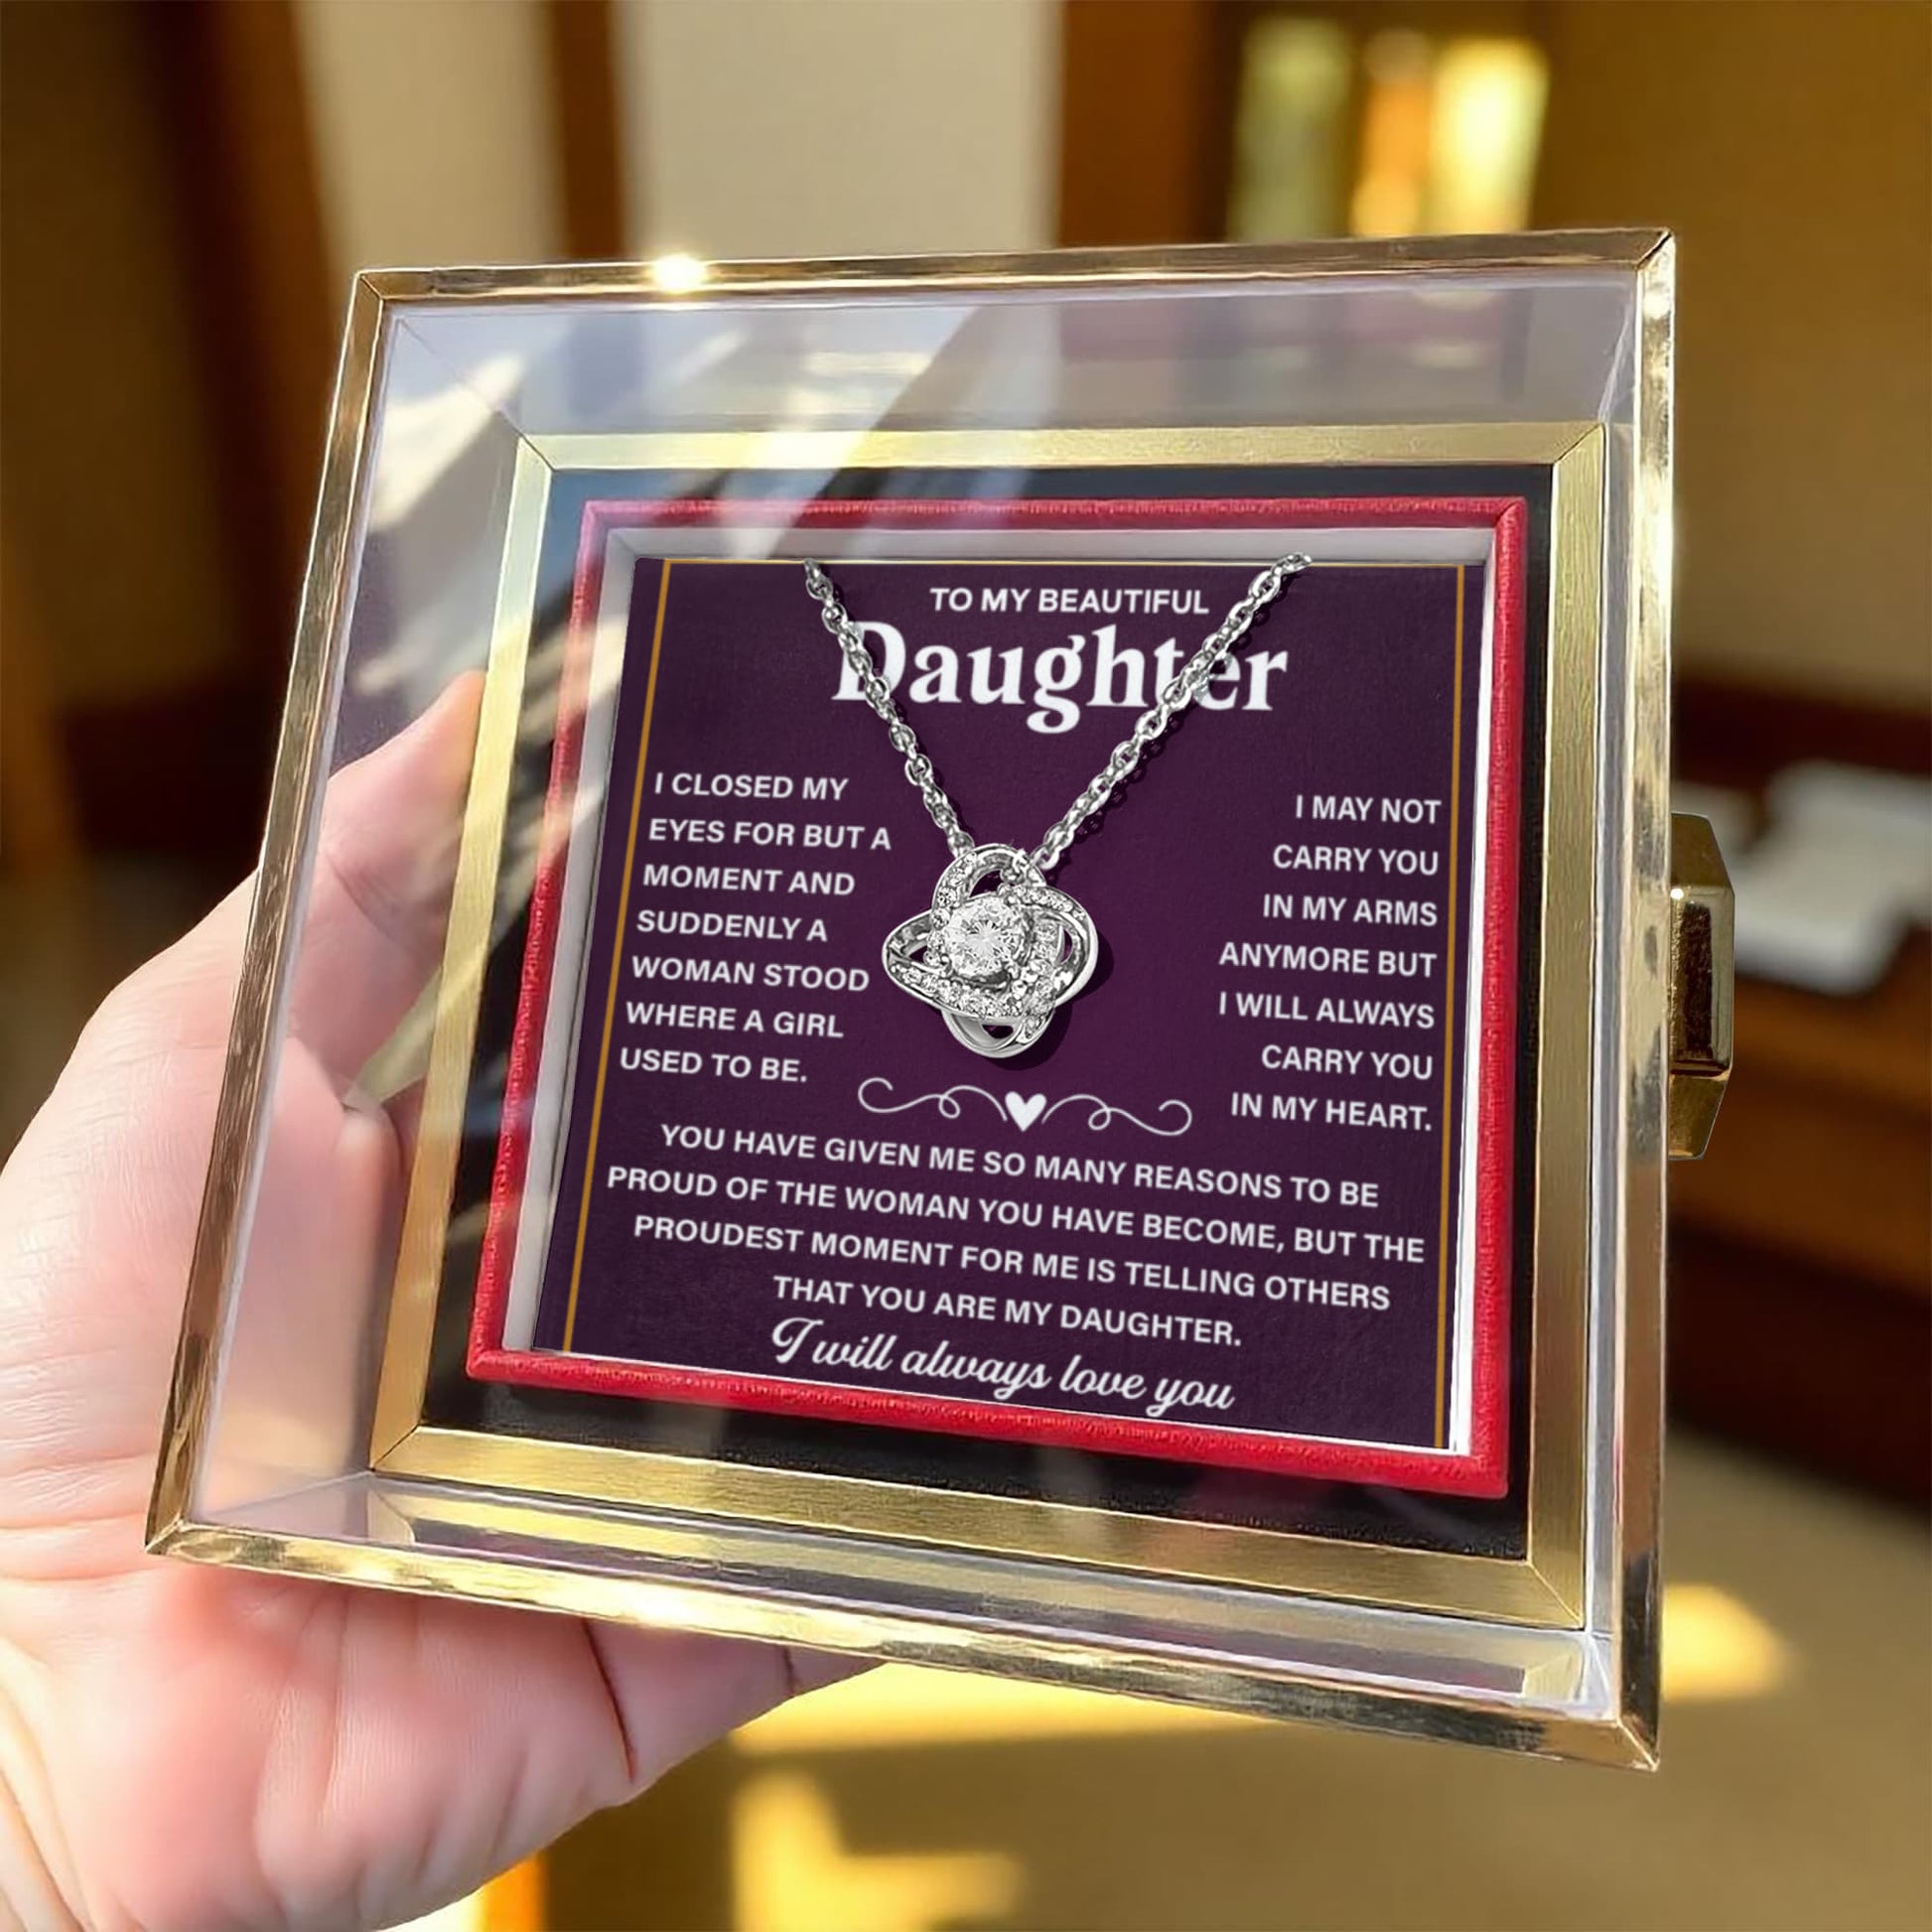 TO MY BEAUTIFUL
Daughter
I CLOSED MY
EYES FOR BUT A
MOMENT AND
SUDDENLY A
WOMAN STOOD
WHERE A GIRL
USED TO BE.
I MAY NOT
CARRY YOU
IN MY ARMS
ANYMORE BUT
I WILL ALWAYS
CARRY YOU
IN MY HEART.
YOU HAVE GIVEN ME SO MANY REASONS TO BE
PROUD OF THE WOMAN YOU HAVE BECOME, BUT THE
PROUDEST MOMENT FOR ME IS TELLING OTHERS
THAT YOU ARE MY DAUGHTER.
I will always love you